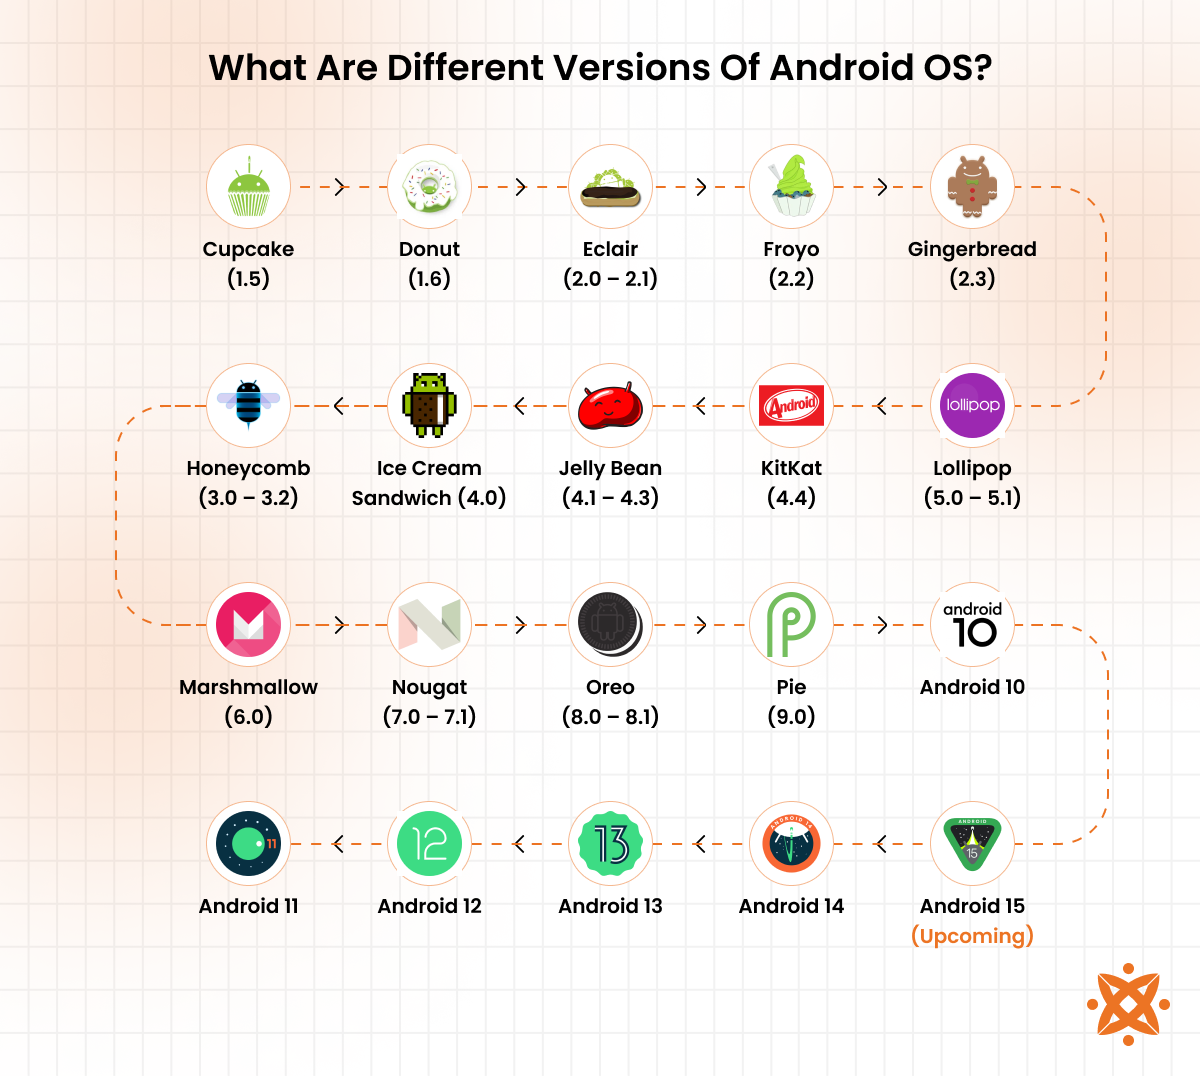 What Are Different Versions Of Android OS?
Cupcake
(1.5)
Donut
(1.6)
Eclair
(2.0 – 2.1)
Froyo
(2.2)
Gingerbread
(2.3)
Honeycomb
(3.0 – 3.2)
Ice Cream
Sandwich (4.0)
Jelly Bean
(4.1 – 4.3)
Android
KitKat
(4.4)
lollipop
Lollipop
(5.0 – 5.1)
Marshmallow
(6.0)
Nougat
(7.0 – 7.1)
Oreo
(8.0 – 8.1)
Pie
(9.0)
android
10
Android 10
11
Android 11
12
Android 12
13
Android 13
ANDROID 14
Android 14
ANDROID
15
Android 15
(Upcoming)